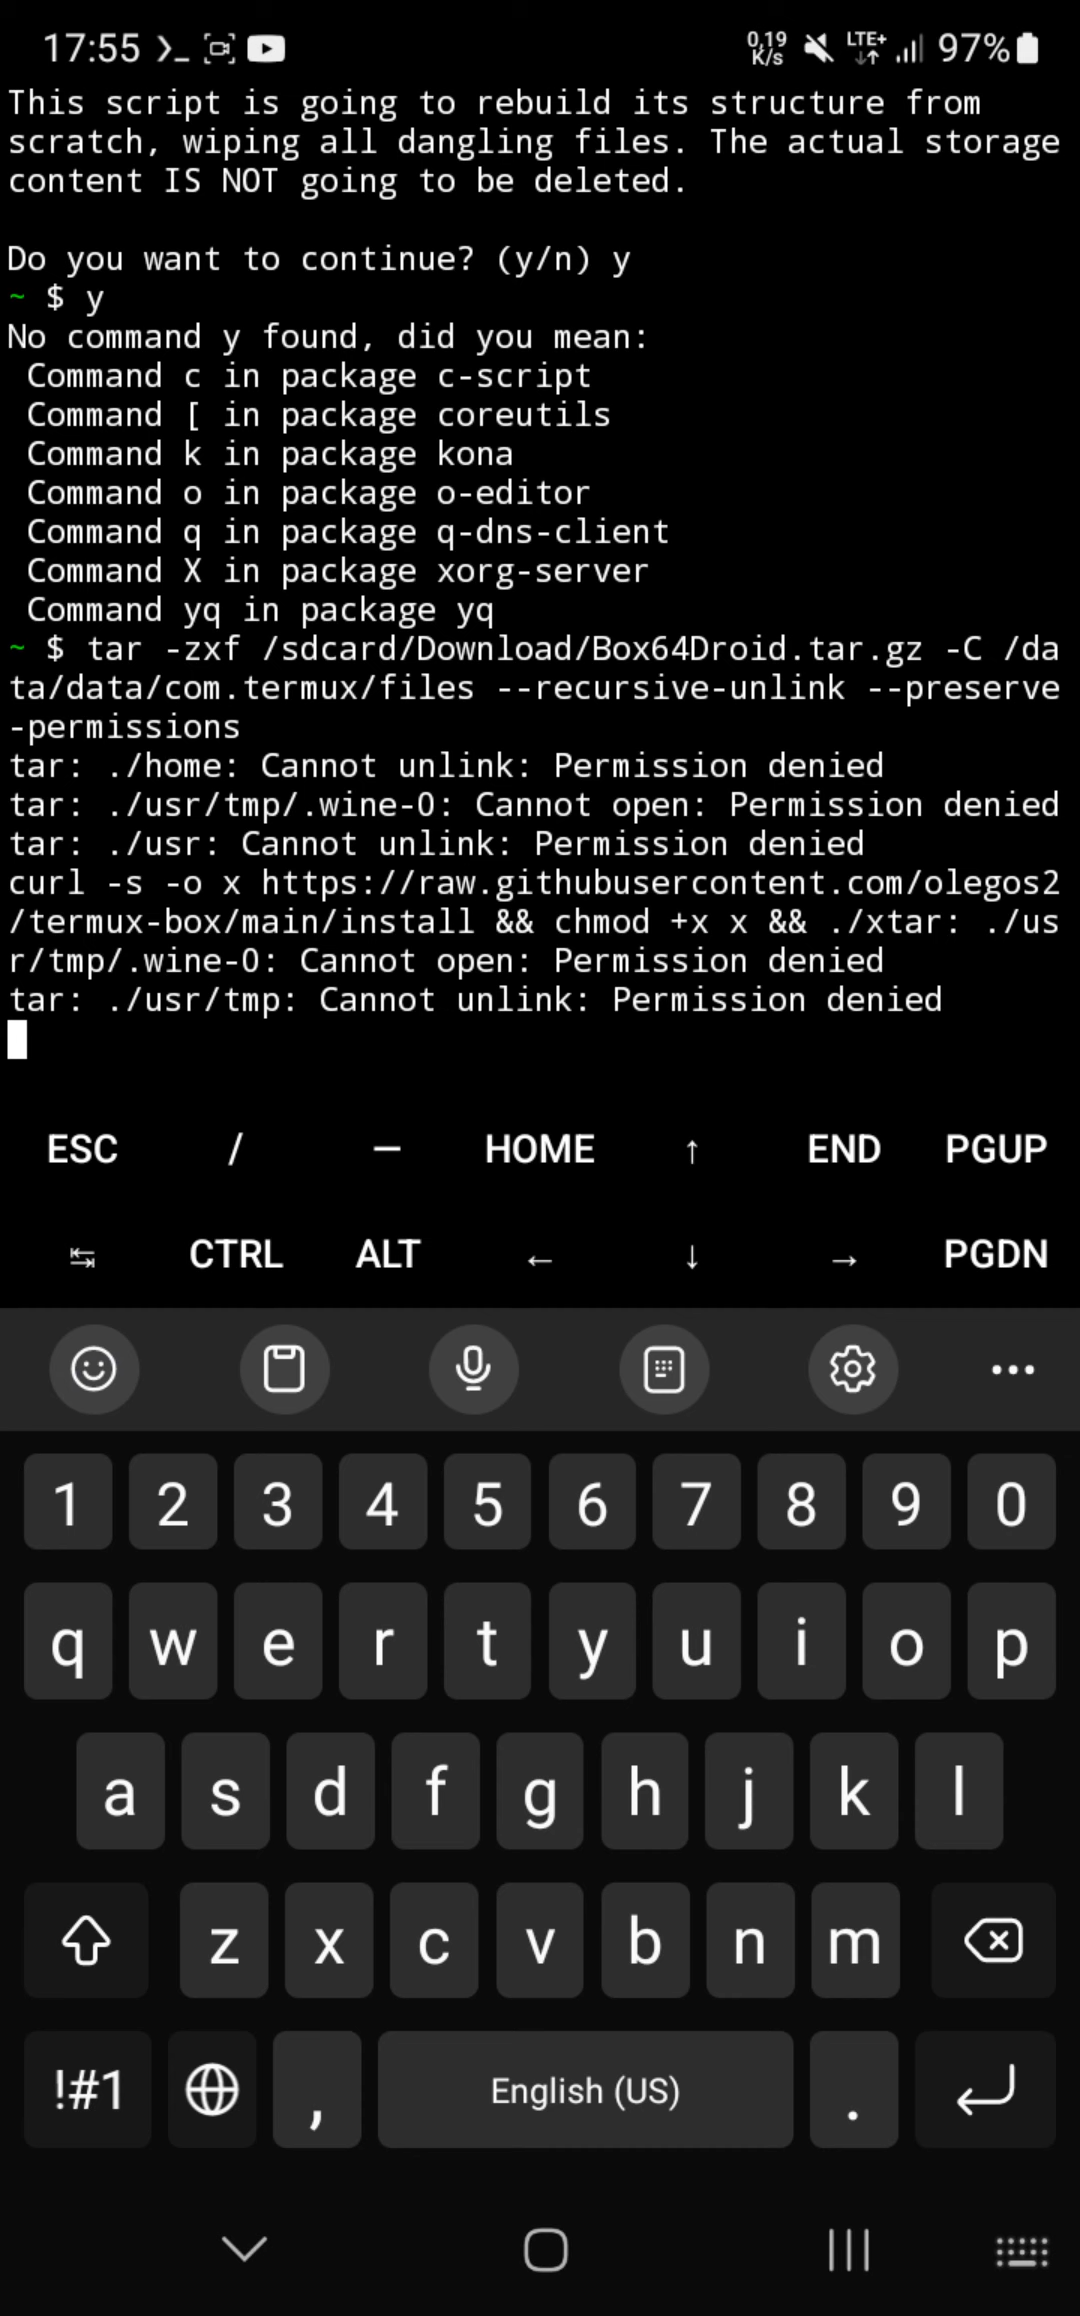 17:55 0,19 K/s LTE+ 97%
This script is going to rebuild its structure from
scratch, wiping all dangling files. The actual storage
content IS NOT going to be deleted.
Do you want to continue? (y/n) y
~ $ y
No command y found, did you mean:
Command c in package c-script
Command [ in package coreutils
Command k in package kona
Command o in package o-editor
Command q in package q-dns-client
Command X in package xorg-server
Command yq in package yq
~ $ tar -zxf /sdcard/Download/Box64Droid.tar.gz -C /da
ta/data/com.termux/files --recursive-unlink --preserve
-permissions
tar: ./home: Cannot unlink: Permission denied
tar: ./usr/tmp/.wine-0: Cannot open: Permission denied
tar: ./usr: Cannot unlink: Permission denied
curl -s -o x https://raw.githubusercontent.com/olegos2
/termux-box/main/install && chmod +x x && ./xtar: ./us
r/tmp/.wine-0: Cannot open: Permission denied
tar: ./usr/tmp: Cannot unlink: Permission denied
ESC / — HOME ↑ END PGUP
↹ CTRL ALT ← ↓ → PGDN
1 2 3 4 5 6 7 8 9 0
q w e r t y u i o p
a s d f g h j k l
z x c v b n m
!#1 , English (US) .